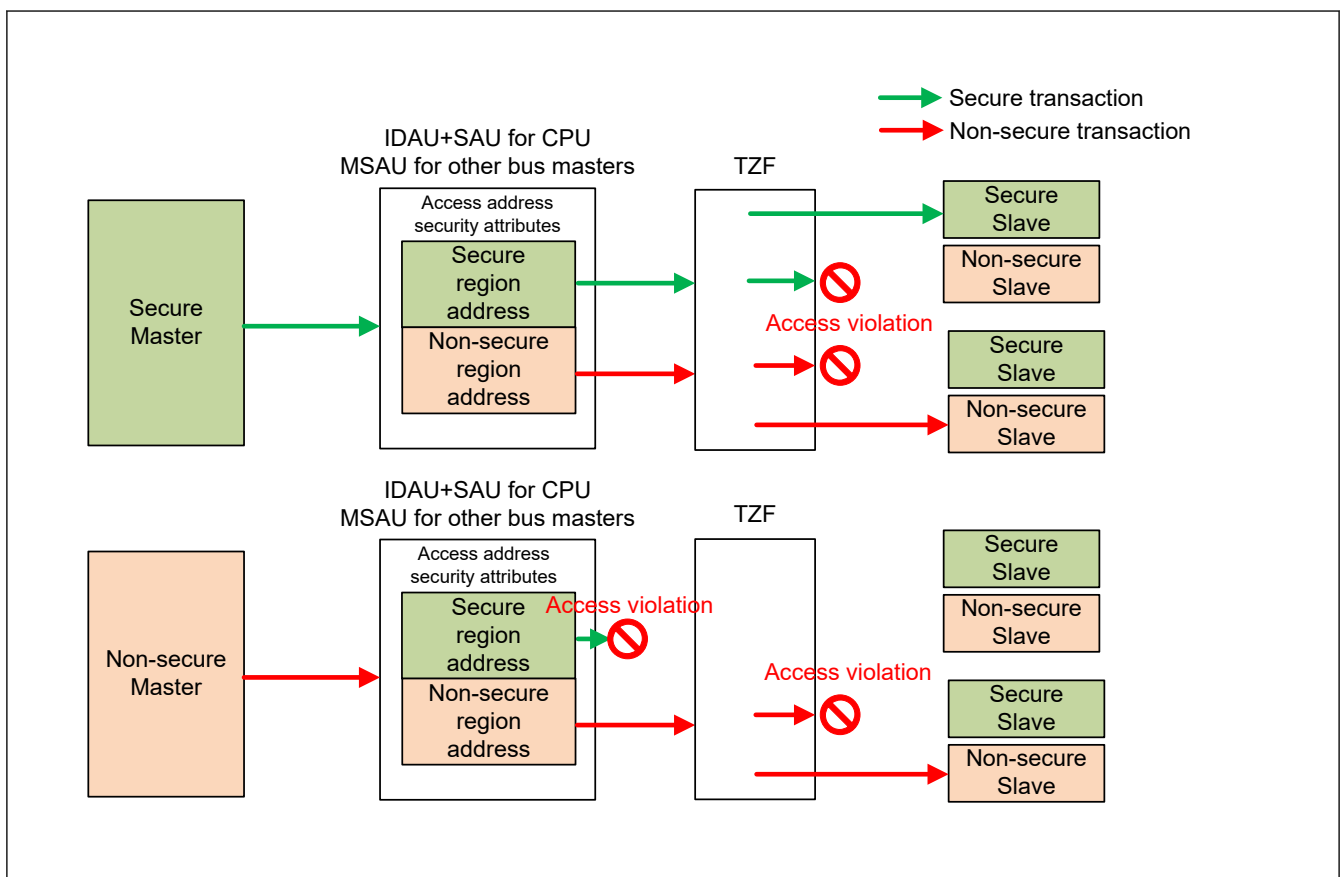 Secure transaction
Non-secure transaction
IDAU+SAU for CPU
MSAU for other bus masters
TZF
Secure
Master
Access address
security attributes
Secure
region
address
Non-secure
region
address
Access violation
Secure
Slave
Non-secure
Slave
Secure
Slave
Non-secure
Slave
IDAU+SAU for CPU
MSAU for other bus masters
TZF
Non-secure
Master
Access address
security attributes
Secure
region
address
Access violation
Non-secure
region
address
Access violation
Secure
Slave
Non-secure
Slave
Secure
Slave
Non-secure
Slave